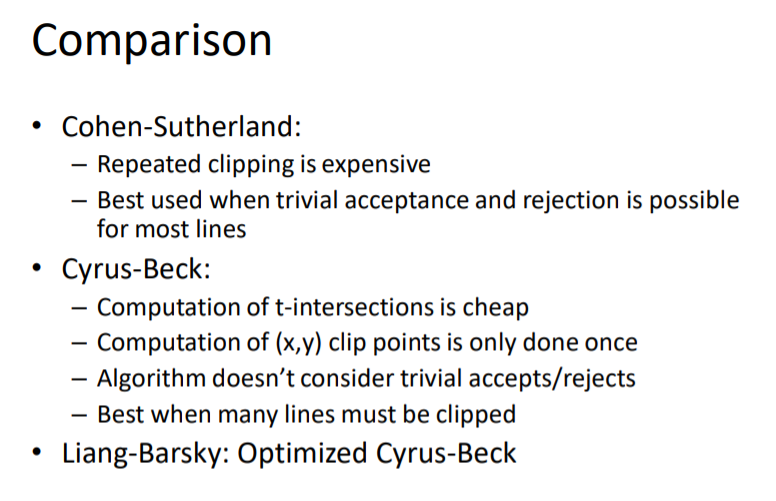 Comparison
• Cohen-Sutherland:
– Repeated clipping is expensive
– Best used when trivial acceptance and rejection is possible
for most lines
• Cyrus-Beck:
– Computation of t-intersections is cheap
– Computation of (x,y) clip points is only done once
– Algorithm doesn’t consider trivial accepts/rejects
– Best when many lines must be clipped
• Liang-Barsky: Optimized Cyrus-Beck